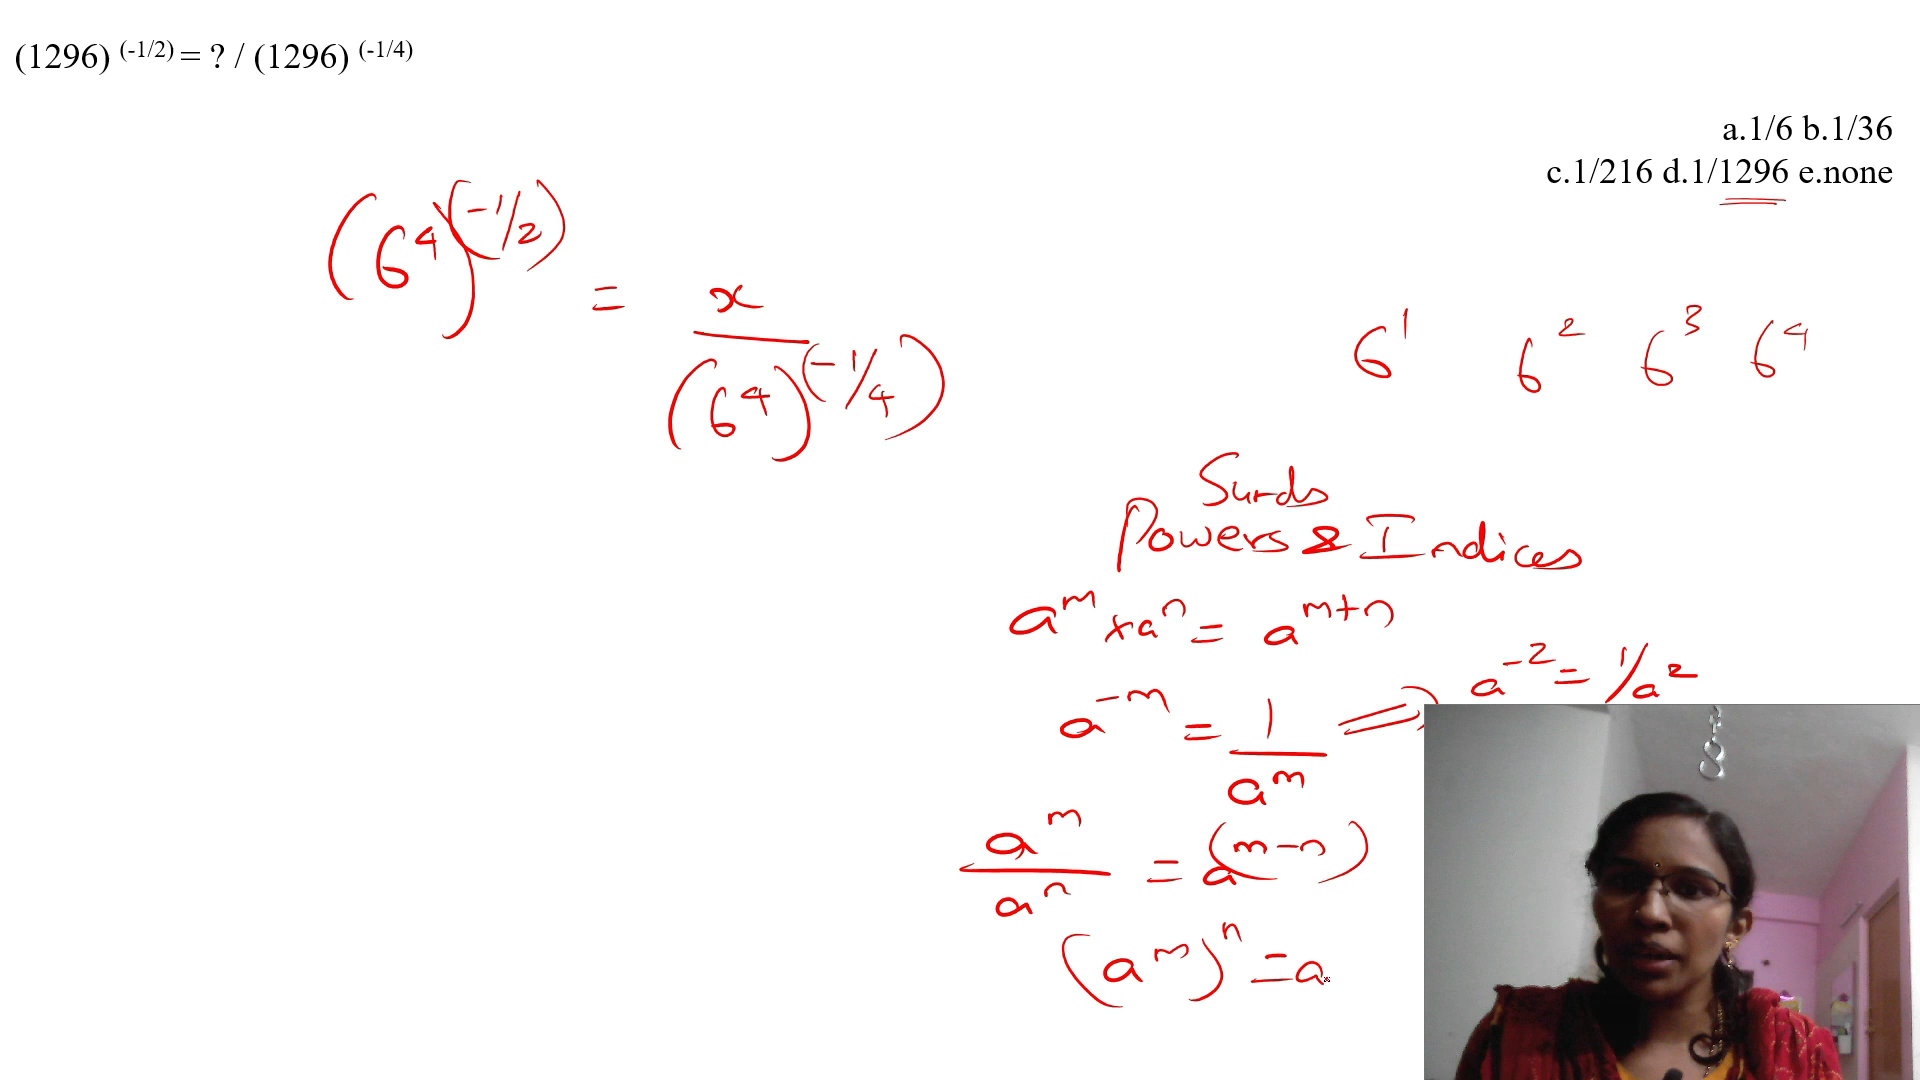 (1296) (-1/2) = ? / (1296) (-1/4)
a.1/6 b.1/36
c.1/216 d.1/1296 e.none
(6⁴)^(-1/2) = x / (6⁴)^(-1/4)
6¹ 6² 6³ 6⁴
Surds
Powers & Indices
aᵐ × aⁿ = aᵐ⁺ⁿ
a⁻ᵐ = 1/aᵐ ⇒ a⁻² = 1/a²
aᵐ/aⁿ = a^(m-n)
(aᵐ)ⁿ = a